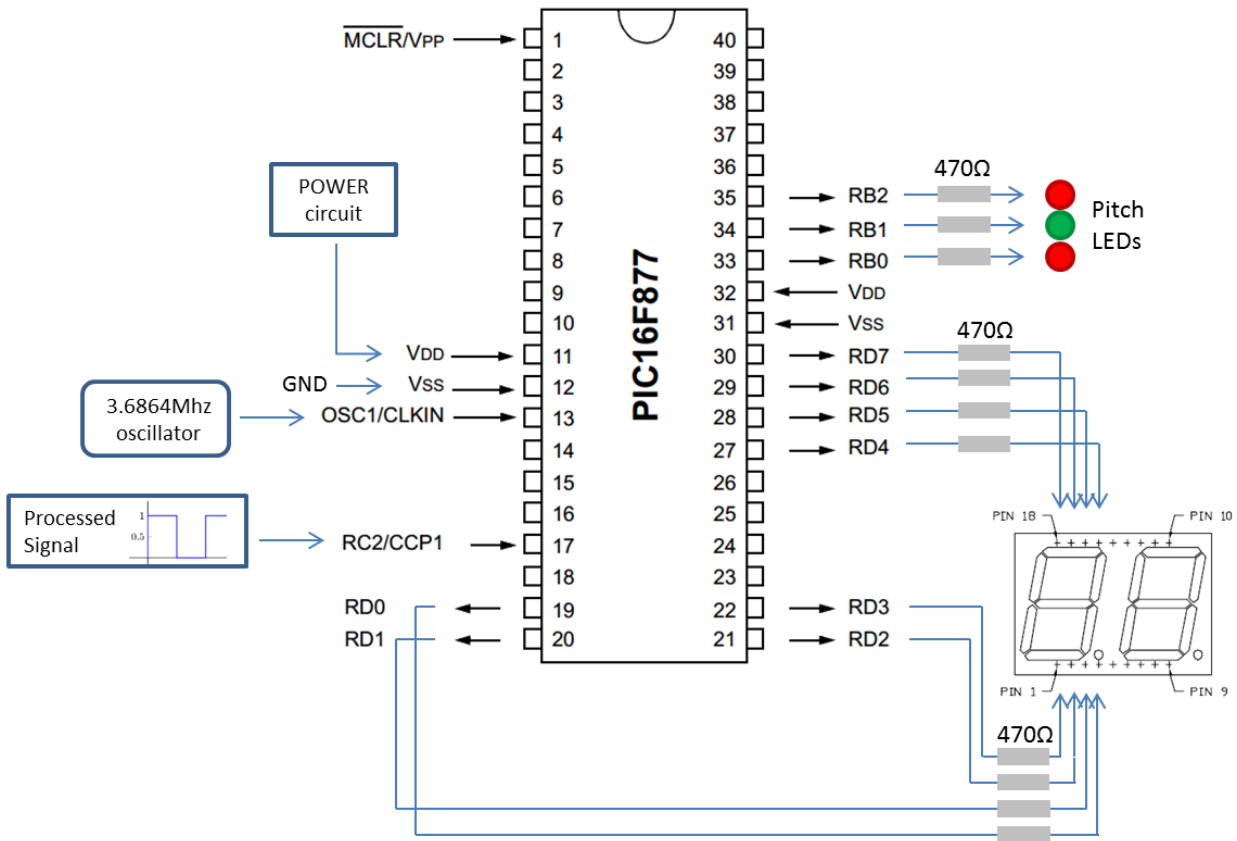 MCLR/VPP
1
40
2
39
3
38
4
37
5
36
POWER
circuit
6
35
RB2
470Ω
Pitch
LEDs
7
34
RB1
8
33
RB0
9
32
VDD
10
31
VSS
PIC16F877
VDD
11
30
RD7
470Ω
GND
VSS
12
29
RD6
3.6864Mhz
oscillator
OSC1/CLKIN
13
28
RD5
14
27
RD4
15
26
16
25
Processed
Signal
1
0.5
RC2/CCP1
17
24
PIN 18
PIN 10
18
23
RD0
19
22
RD3
RD1
20
21
RD2
PIN 1
PIN 9
470Ω